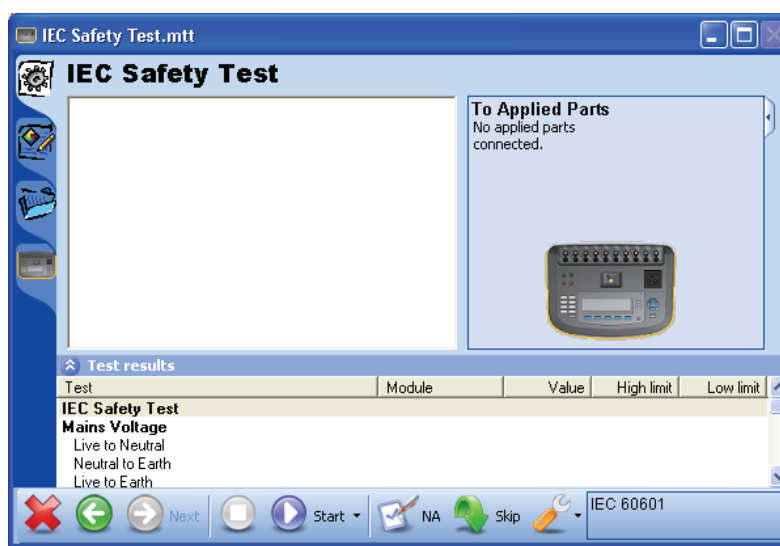 IEC Safety Test.mtt
IEC Safety Test
To Applied Parts
No applied parts
connected.
Test results
Test Module Value High limit Low limit
IEC Safety Test
Mains Voltage
Live to Neutral
Neutral to Earth
Live to Earth
Next Start NA Skip IEC 60601